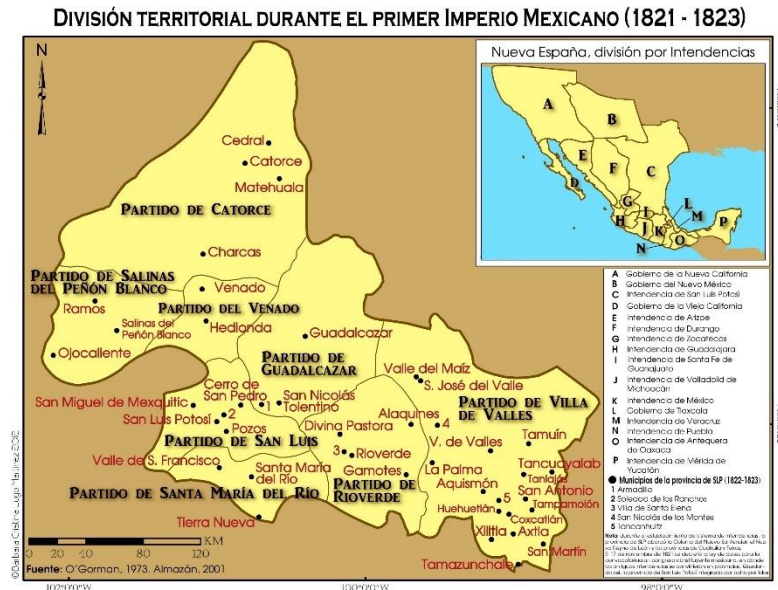 DIVISIÓN TERRITORIAL DURANTE EL PRIMER IMPERIO MEXICANO (1821 - 1823)
N
Nueva España, división por Intendencias
A
B
C
D
E
F
G
H
I
J
K
L
M
N
O
P
Cedral
Catorce
Matehuala
PARTIDO DE CATORCE
Charcas
PARTIDO DE SALINAS
DEL PEÑÓN BLANCO
Ramos
Salinas del
Peñón Blanco
Ojocaliente
Venado
PARTIDO DEL VENADO
Hedionda
Guadalcazar
PARTIDO DE
GUADALCAZAR
Valle del Maíz
S. José del Valle
PARTIDO DE VILLA
DE VALLES
Cerro de
San Pedro
1
San Nicolás
Tolentino
San Miguel de Mexquitic
2
San Luis Potosí
Pozos
PARTIDO DE SAN LUIS
Divina Pastora
Alaquines
4
3
Rioverde
V. de Valles
Tamuín
Valle de S. Francisco
Santa María
del Río
Gamotes
La Palma
Tancuayalab
Tanlajás
PARTIDO DE SANTA MARÍA DEL RÍO
PARTIDO DE
RIOVERDE
Aquismón
5
San Antonio
Tampamolón
Huehuetlán
Coxcatlán
Tierra Nueva
Xilitla
Axtla
San Martín
Tamazunchale
A Gobierno de la Nueva California
B Gobierno del Nuevo México
C Intendencia de San Luis Potosí
D Gobierno de la Vieja California
E Intendencia de Arizpe
F Intendencia de Durango
G Intendencia de Zacatecas
H Intendencia de Guadalajara
I Intendencia de Santa Fe de
Guanajuato
J Intendencia de Valladolid de
Michoacán
K Intendencia de México
L Gobierno de Tlaxcala
M Intendencia de Veracruz
N Intendencia de Puebla
O Intendencia de Antequera
de Oaxaca
P Intendencia de Mérida de
Yucatán
Municipios de la provincia de SLP (1822-1823)
1 Armadillo
2 Soledad de los Ranchos
3 Villa de Santa Elena
4 San Nicolás de los Montes
5 Tancanhuitz
0 20 40 80 120
KM
Fuente: O'Gorman, 1973. Almazán, 2001
102°0'0"W
100°0'0"W
98°0'0"W